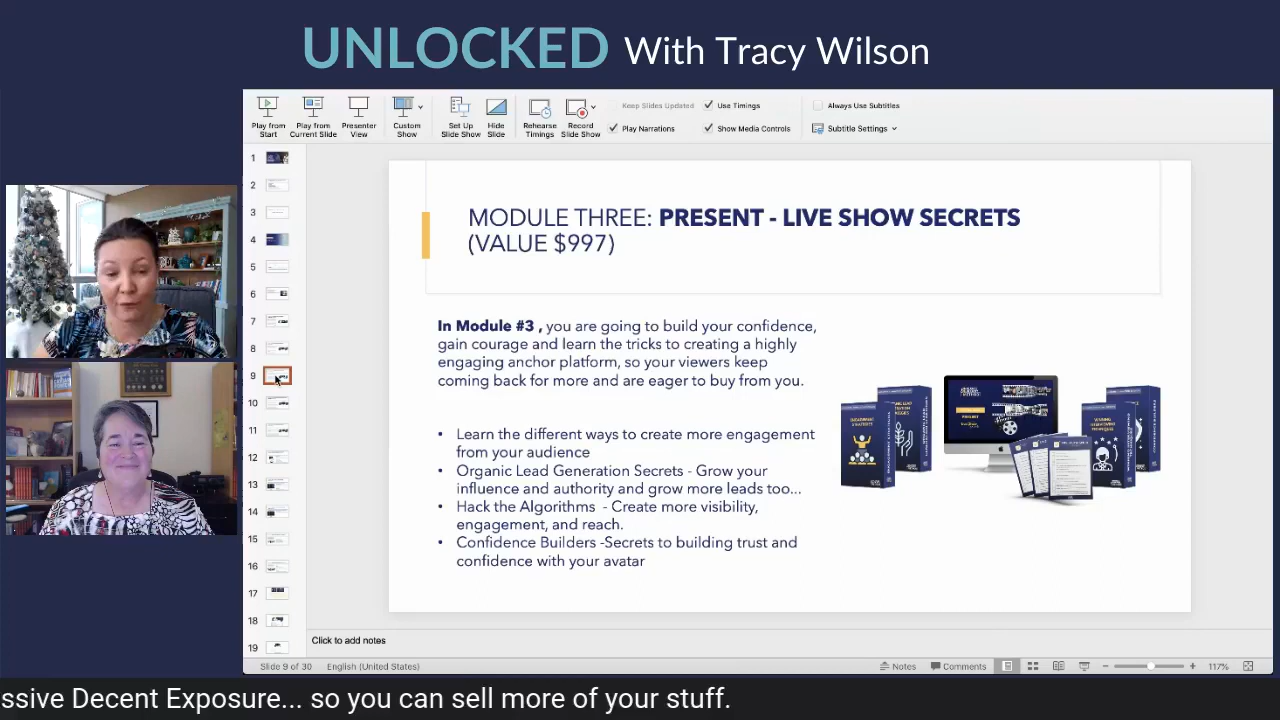 UNLOCKED With Tracy Wilson
Play from Start
Play from Current Slide
Presenter View
Custom Show
Set Up Slide Show
Hide Slide
Rehearse Timings
Record Slide Show
Keep Slides Updated
Use Timings
Play Narrations
Show Media Controls
Always Use Subtitles
Subtitle Settings
1
2
3
4
5
6
7
8
9
10
11
12
13
14
15
16
17
18
19
MODULE THREE: PRESENT - LIVE SHOW SECRETS
(VALUE $997)
In Module #3 , you are going to build your confidence,
gain courage and learn the tricks to creating a highly
engaging anchor platform, so your viewers keep
coming back for more and are eager to buy from you.
• Learn the different ways to create more engagement
from your audience
• Organic Lead Generation Secrets - Grow your
influence and authority and grow more leads too...
• Hack the Algorithms - Create more visibility,
engagement, and reach.
• Confidence Builders -Secrets to building trust and
confidence with your avatar
Click to add notes
Slide 9 of 30 English (United States) Notes Comments 117%
ssive Decent Exposure... so you can sell more of your stuff.